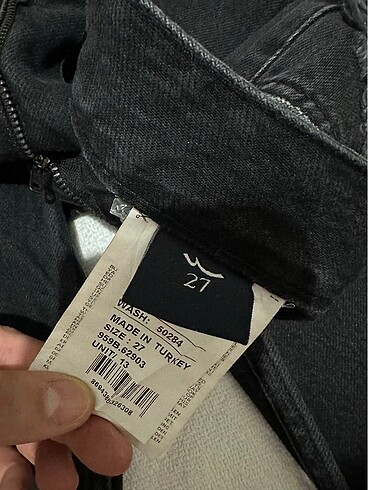 27
WASH: 50284
MADE IN TURKEY
SIZE: 27
959B.62903
UNIT: 13